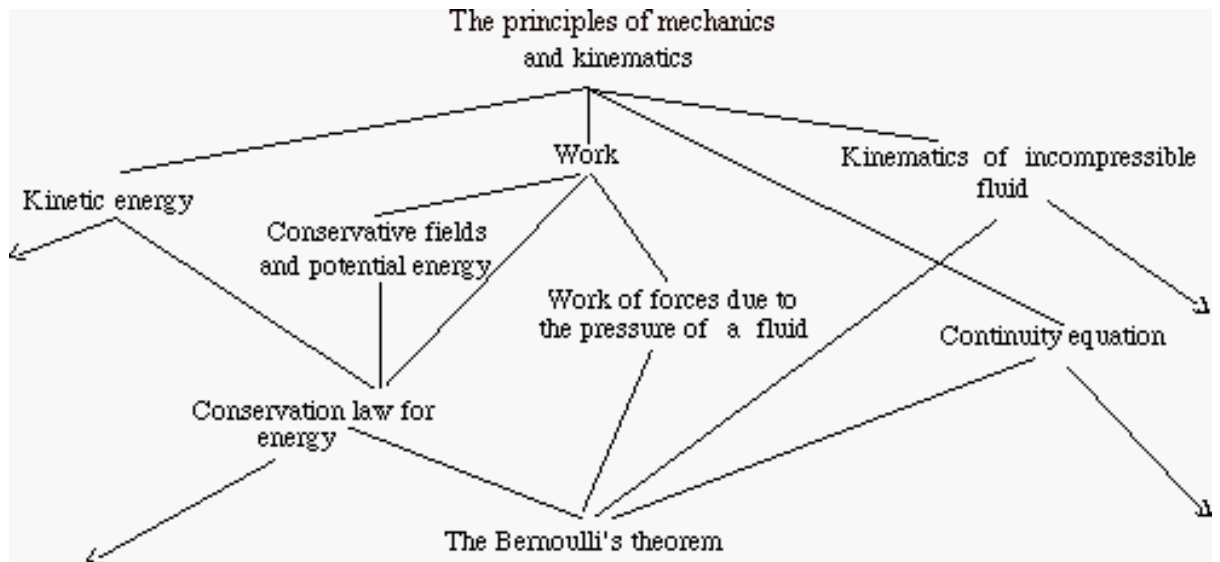 The principles of mechanics
and kinematics
Work
Kinematics of incompressible
fluid
Kinetic energy
Conservative fields
and potential energy
Work of forces due to
the pressure of a fluid
Continuity equation
Conservation law for
energy
The Bernoulli's theorem